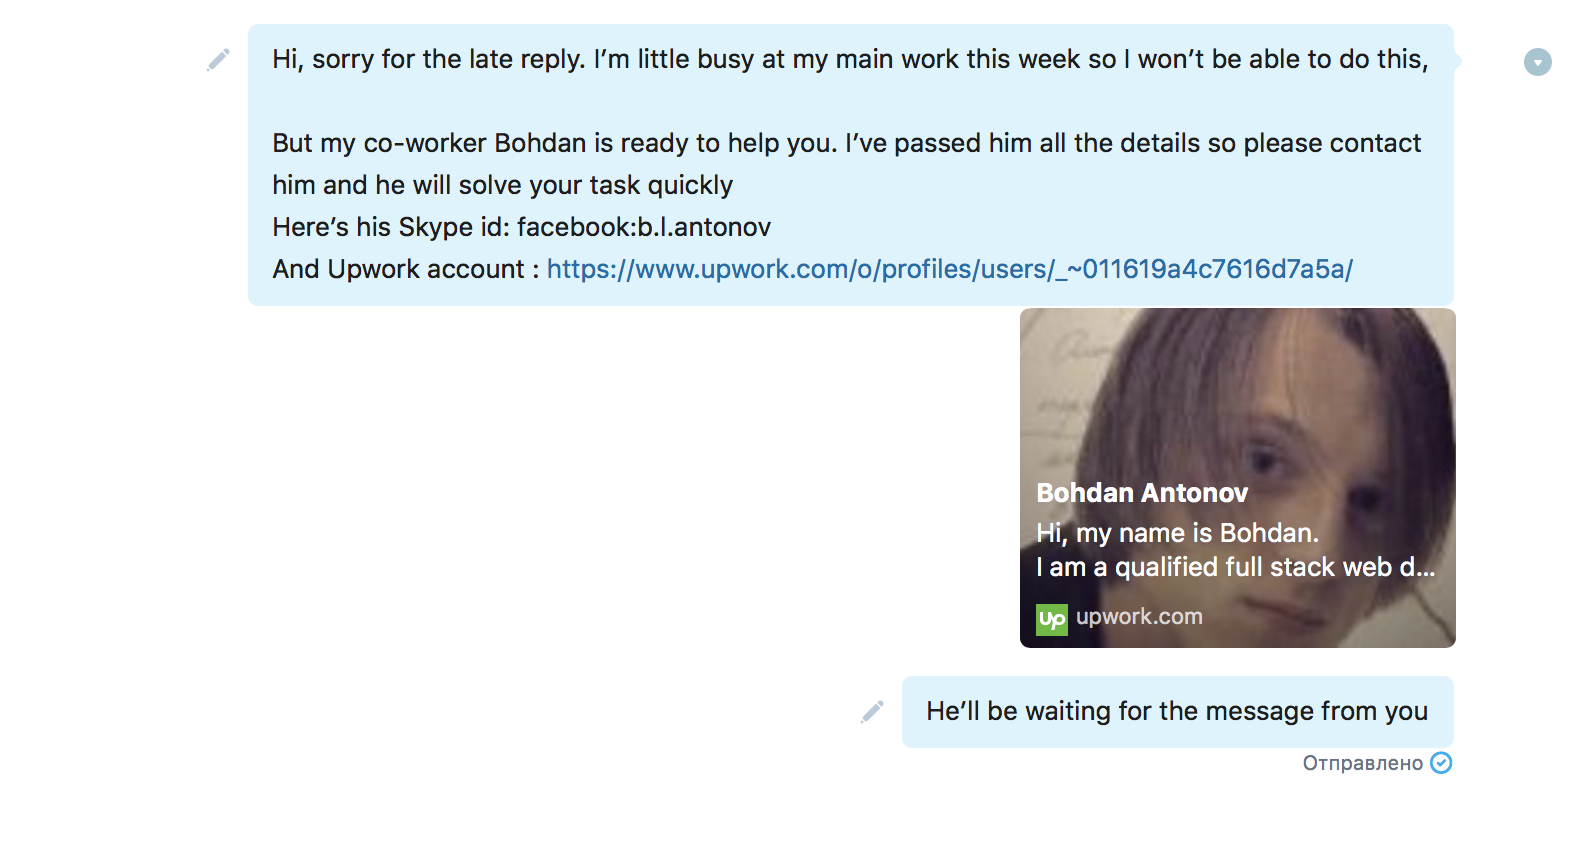 Hi, sorry for the late reply. I’m little busy at my main work this week so I won’t be able to do this,
But my co-worker Bohdan is ready to help you. I’ve passed him all the details so please contact
him and he will solve your task quickly
Here’s his Skype id: facebook:b.l.antonov
And Upwork account : https://www.upwork.com/o/profiles/users/_~011619a4c7616d7a5a/
Bohdan Antonov
Hi, my name is Bohdan.
I am a qualified full stack web d...
up upwork.com
He’ll be waiting for the message from you
Отправлено